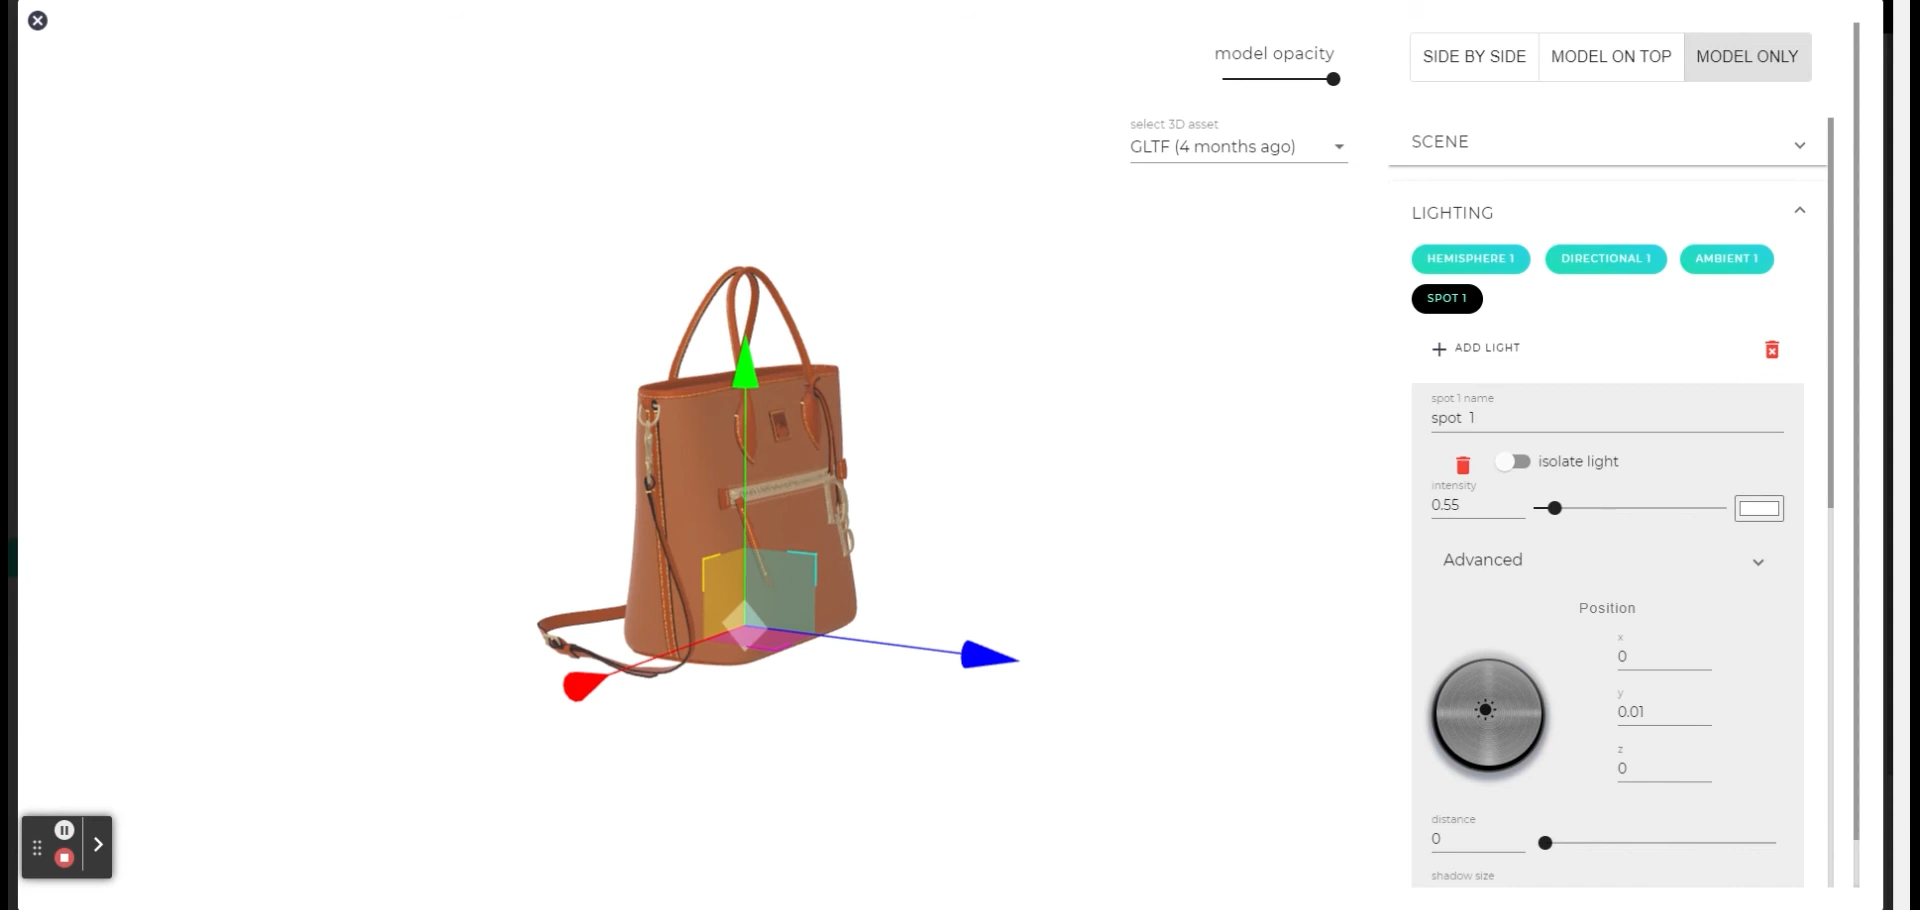 model opacity
SIDE BY SIDE MODEL ON TOP MODEL ONLY
select 3D asset
GLTF (4 months ago)
SCENE
LIGHTING
HEMISPHERE 1 DIRECTIONAL 1 AMBIENT 1
SPOT 1
+ ADD LIGHT
spot 1 name
spot 1
isolate light
intensity
0.55
Advanced
Position
x
0
y
0.01
z
0
distance
0
shadow size